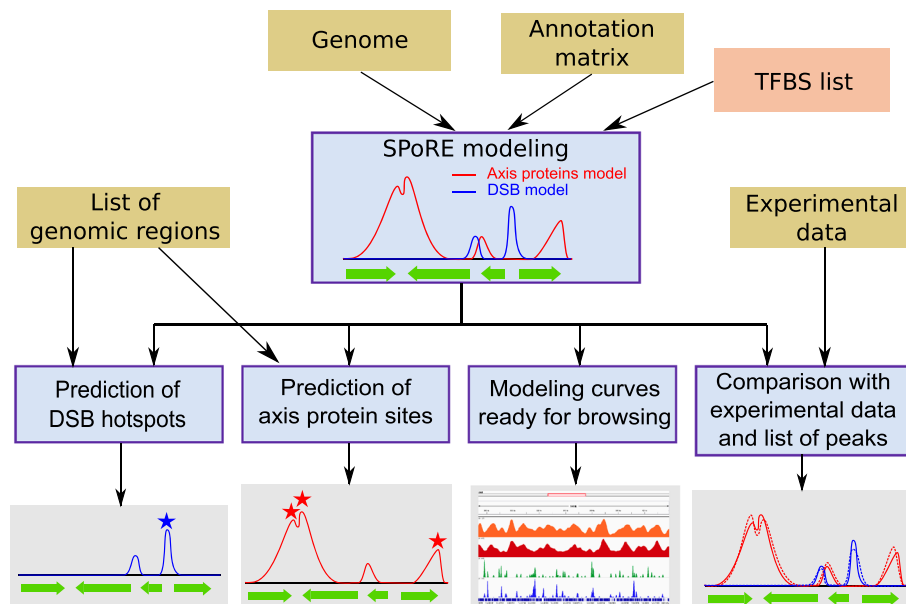 Genome
Annotation
matrix
TFBS list
SPoRE modeling
Axis proteins model
DSB model
List of
genomic regions
Experimental
data
Prediction of
DSB hotspots
Prediction of
axis protein sites
Modeling curves
ready for browsing
Comparison with
experimental data
and list of peaks